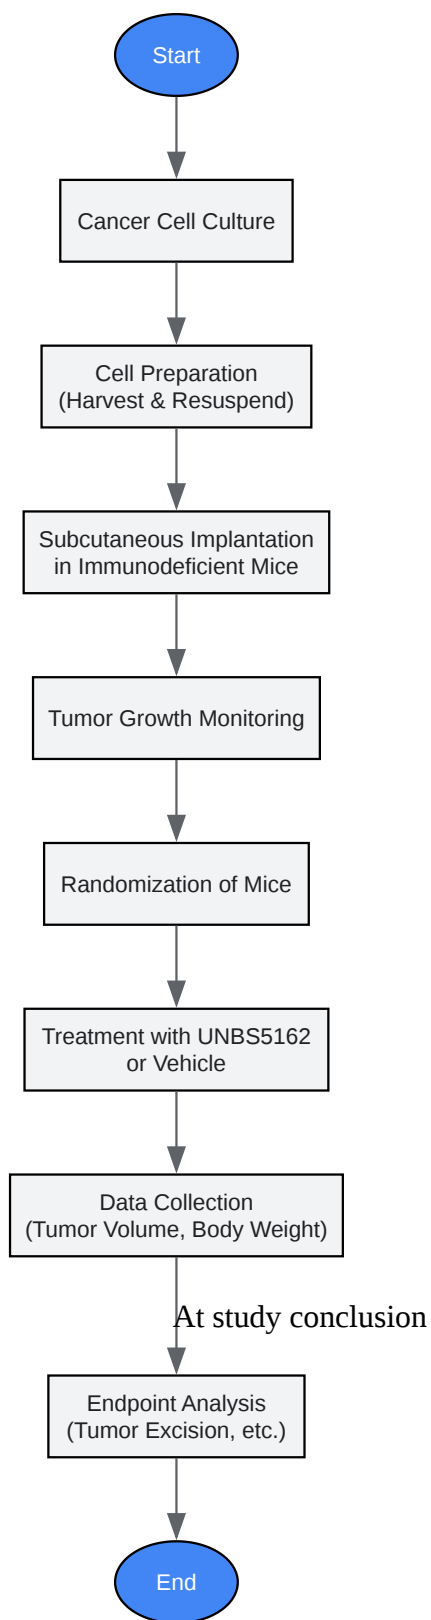 Start
Cancer Cell Culture
Cell Preparation
(Harvest & Resuspend)
Subcutaneous Implantation
in Immunodeficient Mice
Tumor Growth Monitoring
Randomization of Mice
Treatment with UNBS5162
or Vehicle
Data Collection
(Tumor Volume, Body Weight)
At study conclusion
Endpoint Analysis
(Tumor Excision, etc.)
End